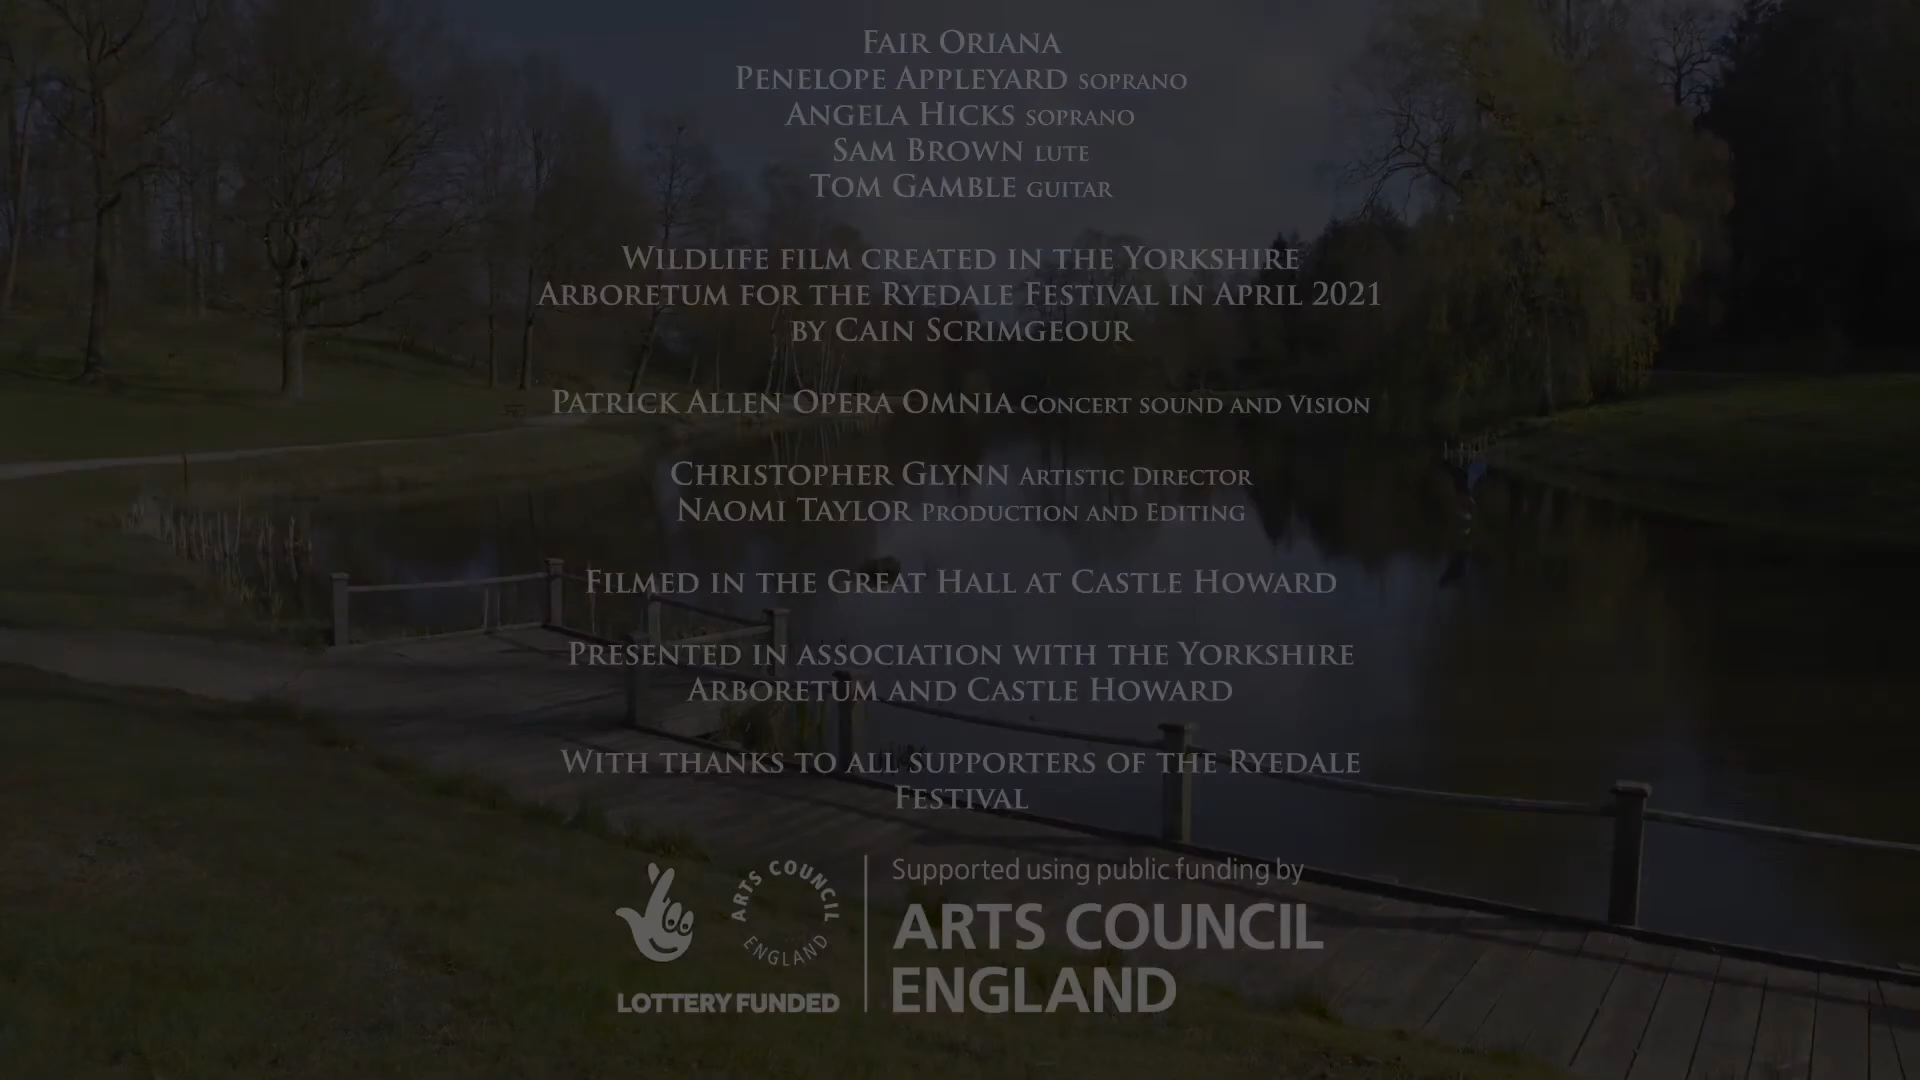 Fair Oriana
Penelope Appleyard soprano
Angela Hicks soprano
Sam Brown lute
Tom Gamble guitar
Wildlife film created in the Yorkshire
Arboretum for the Ryedale Festival in April 2021
by Cain Scrimgeour
Patrick Allen Opera Omnia Concert sound and Vision
Christopher Glynn Artistic Director
Naomi Taylor Production and Editing
Filmed in the Great Hall at Castle Howard
Presented in association with the Yorkshire
Arboretum and Castle Howard
With thanks to all supporters of the Ryedale
Festival
ARTS COUNCIL ENGLAND
LOTTERY FUNDED
Supported using public funding by
ARTS COUNCIL
ENGLAND